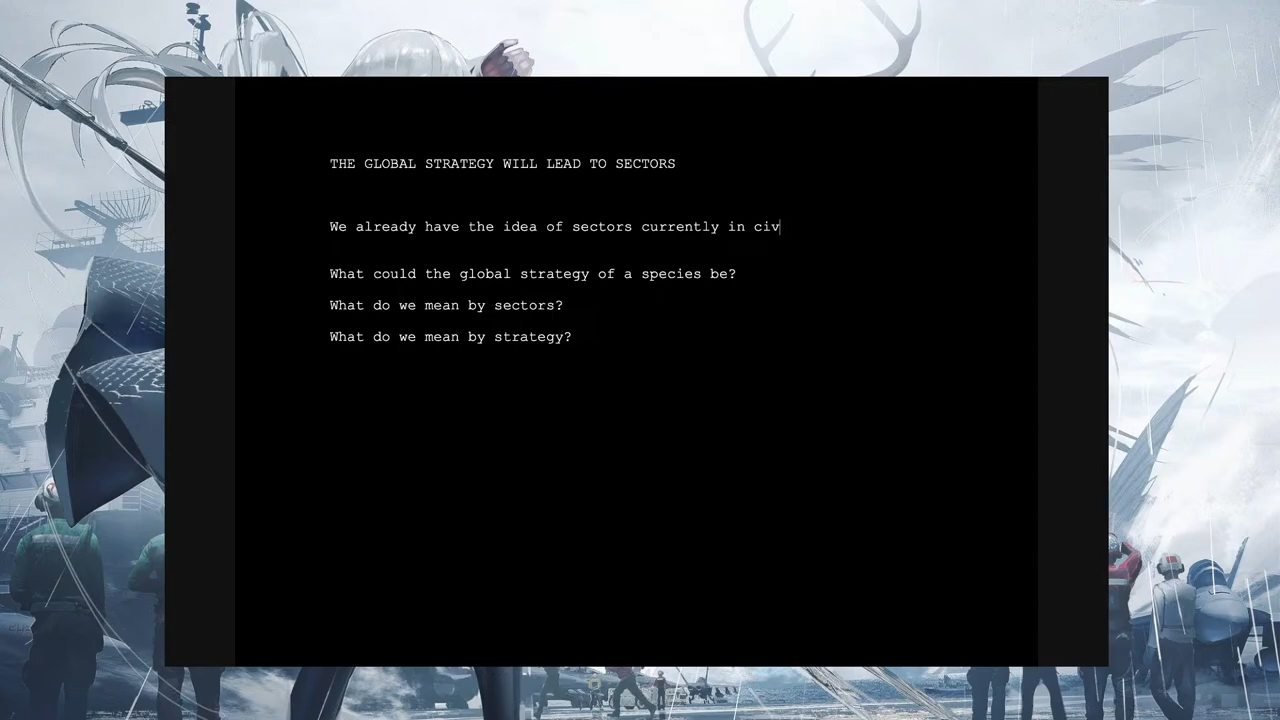 THE GLOBAL STRATEGY WILL LEAD TO SECTORS
We already have the idea of sectors currently in civ
What could the global strategy of a species be?
What do we mean by sectors?
What do we mean by strategy?